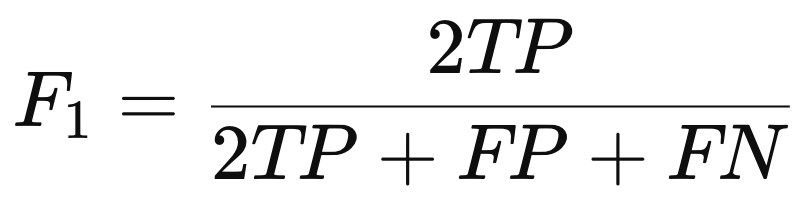 F₁ = 2TP / (2TP + FP + FN)